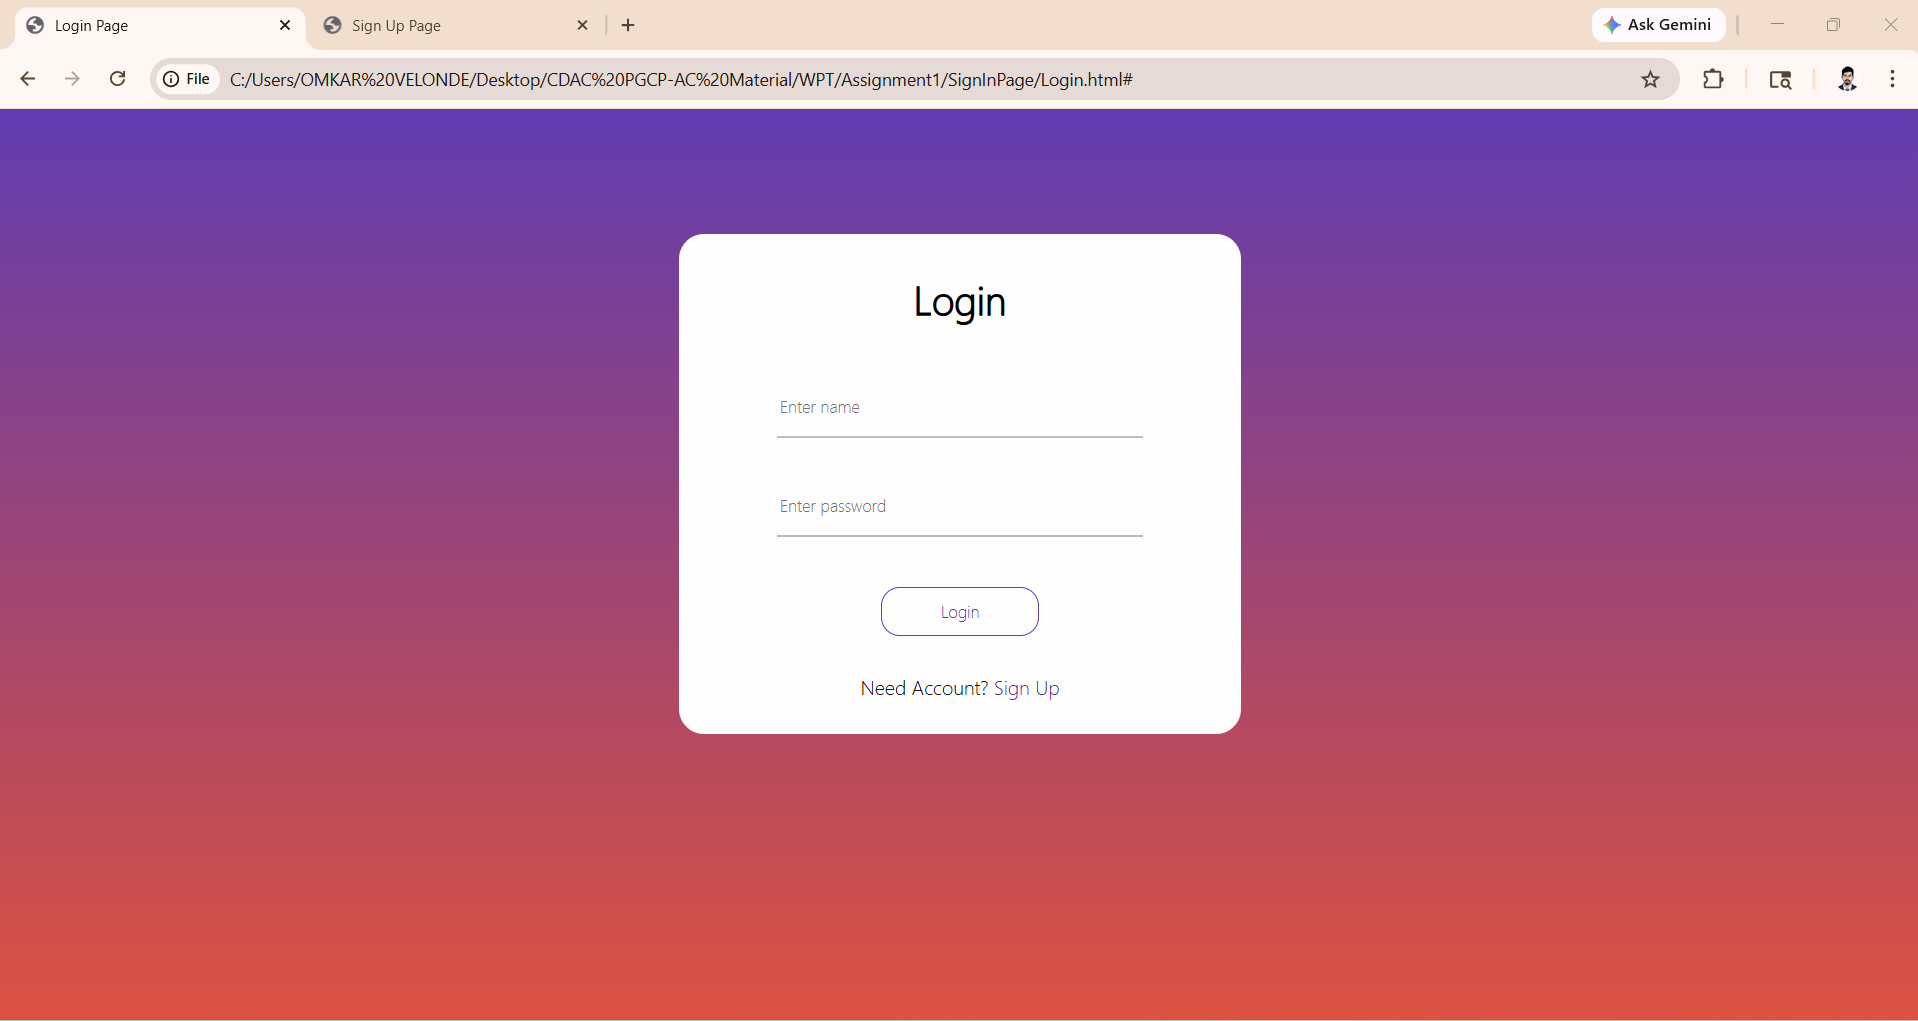 Login Page
Sign Up Page
Ask Gemini
File
C:/Users/OMKAR%20VELONDE/Desktop/CDAC%20PGCP-AC%20Material/WPT/Assignment1/SignInPage/Login.html#
Login
Enter name
Enter password
Login
Need Account? Sign Up